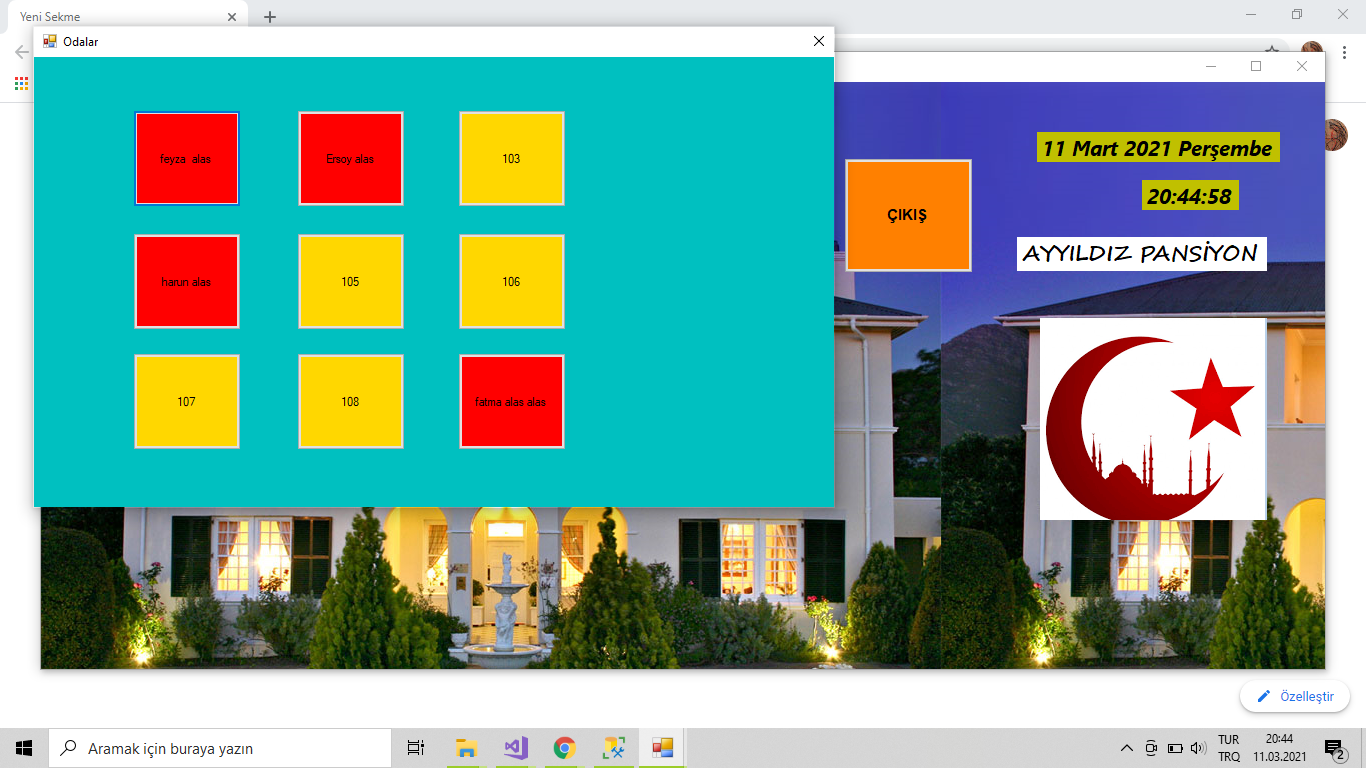 Yeni Sekme
Odalar
feyza alas
Ersoy alas
103
harun alas
105
106
107
108
fatma alas alas
ÇIKIŞ
11 Mart 2021 Perşembe
20:44:58
AYYILDIZ PANSİYON
Özelleştir
Aramak için buraya yazın
TUR
TRQ
20:44
11.03.2021
2